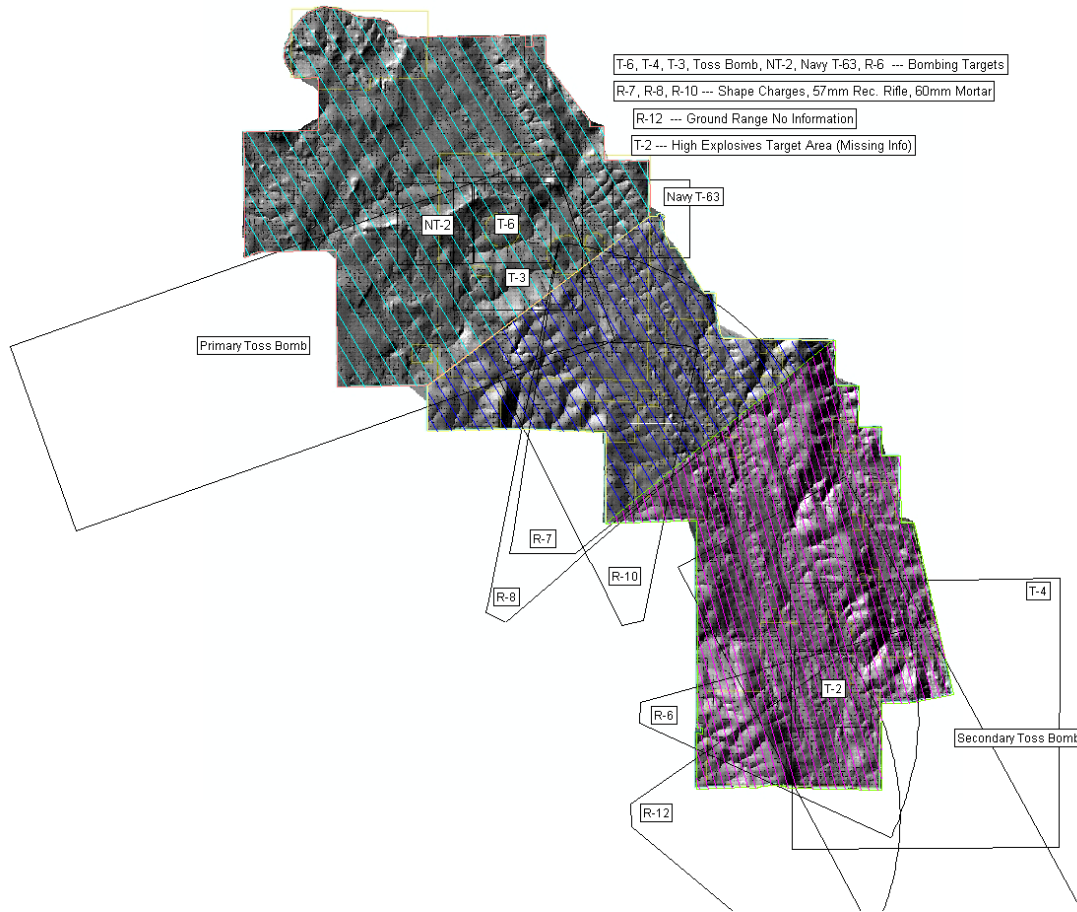 T-6, T-4, T-3, Toss Bomb, NT-2, Navy T-63, R-6 --- Bombing Targets
R-7, R-8, R-10 --- Shape Charges, 57mm Rec. Rifle, 60mm Mortar
R-12 --- Ground Range No Information
T-2 --- High Explosives Target Area (Missing Info)
Navy T-63
NT-2
T-6
T-3
Primary Toss Bomb
R-7
R-10
R-8
T-4
T-2
R-6
Secondary Toss Bomb
R-12